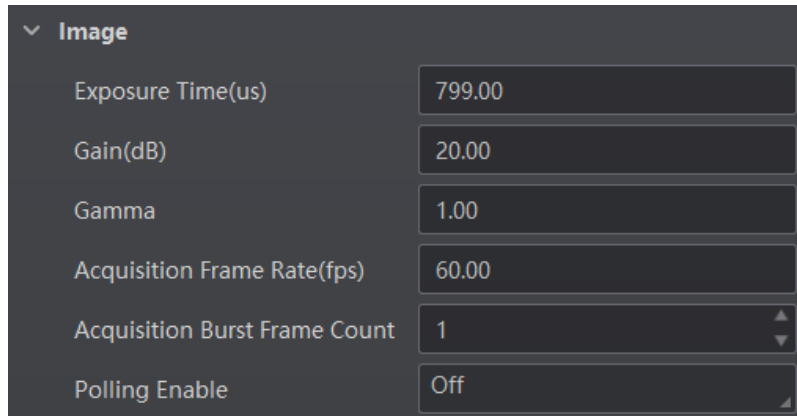 Image
Exposure Time(us) 799.00
Gain(dB) 20.00
Gamma 1.00
Acquisition Frame Rate(fps) 60.00
Acquisition Burst Frame Count 1
Polling Enable Off